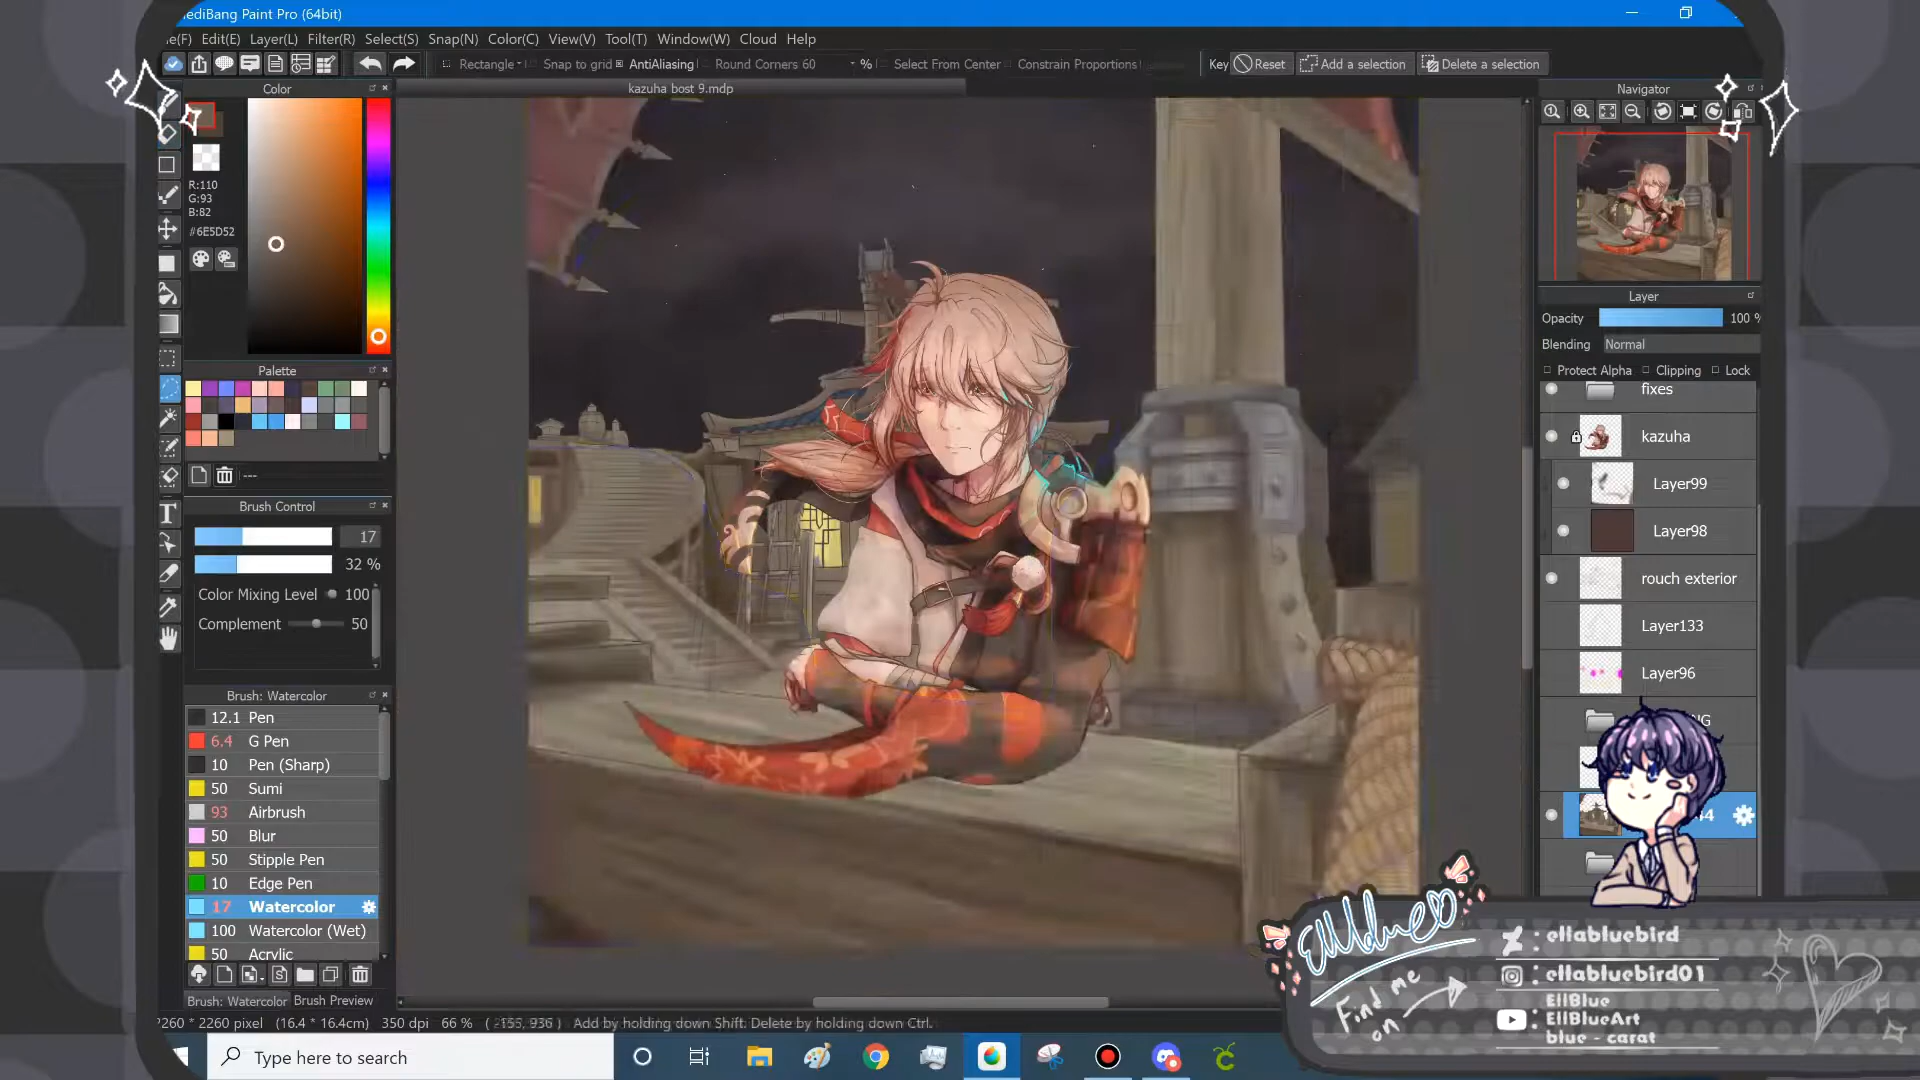 MediBang Paint Pro (64bit)
Edit(E) Layer(L) Filter(R) Select(S) Snap(N) Color(C) View(V) Tool(T) Window(W) Cloud Help
Rectangle Snap to grid AntiAliasing Round Corners 60 % Select From Center Constrain Proportions Key Reset Add a selection Delete a selection
Color
kazuha bost 9.mdp
Navigator
R:110
G:93
B:82
#6E5D52
Layer
Opacity 100 %
Blending Normal
Palette
Protect Alpha Clipping Lock
fixes
kazuha
Layer99
---
Brush Control
17
Layer98
32 %
Color Mixing Level 100
rouch exterior
Complement 50
Layer133
Layer96
Brush: Watercolor
12.1 Pen
6.4 G Pen
10 Pen (Sharp)
50 Sumi
93 Airbrush
50 Blur
50 Stipple Pen
10 Edge Pen
17 Watercolor
100 Watercolor (Wet)
50 Acrylic
Brush: Watercolor Brush Preview
2260 * 2260 pixel (16.4 * 16.4cm) 350 dpi 66 % ( -155, 936 ) Add by holding down Shift. Delete by holding down Ctrl.
Type here to search
Find me
on
: ellabluebird
: ellabluebird01
EllBlue
: EllBlueArt
blue - carat